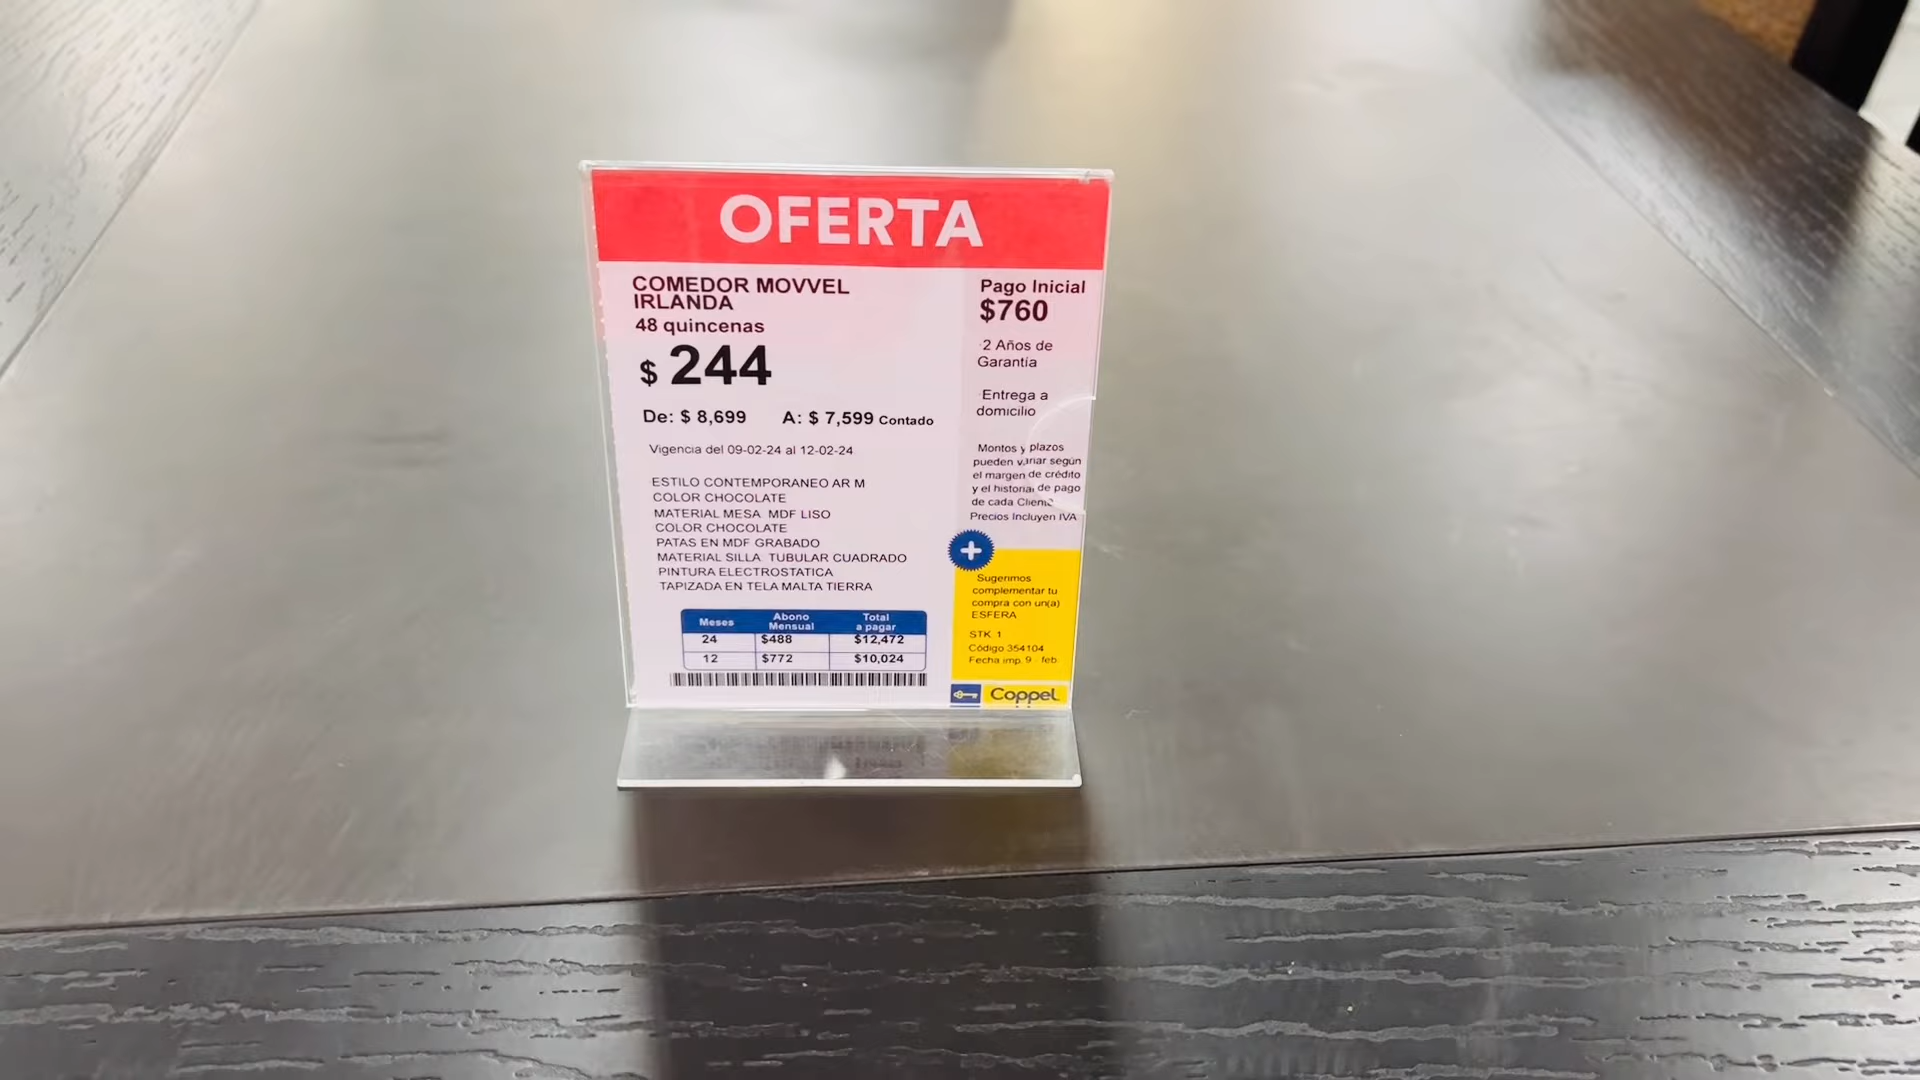 OFERTA
COMEDOR MOVVEL
IRLANDA
48 quincenas
$ 244
De: $ 8,699 A: $ 7,599 Contado
Vigencia del 09-02-24 al 12-02-24
ESTILO CONTEMPORANEO AR M
COLOR CHOCOLATE
MATERIAL MESA MDF LISO
COLOR CHOCOLATE
PATAS EN MDF GRABADO
MATERIAL SILLA TUBULAR CUADRADO
PINTURA ELECTROSTATICA
TAPIZADA EN TELA MALTA TIERRA
Meses Abono Mensual Total a pagar
24 $488 $12,472
12 $772 $10,024
Pago Inicial
$760
·2 Años de
Garantía
·Entrega a
domicilio
Montos y plazos
pueden variar según
el margen de crédito
y el historial de pago
de cada Cliente
Precios Incluyen IVA
+
Sugerimos
complementar tu
compra con un(a)
ESFERA
STK 1
Código 354104
Fecha imp. 9 - feb
Coppel